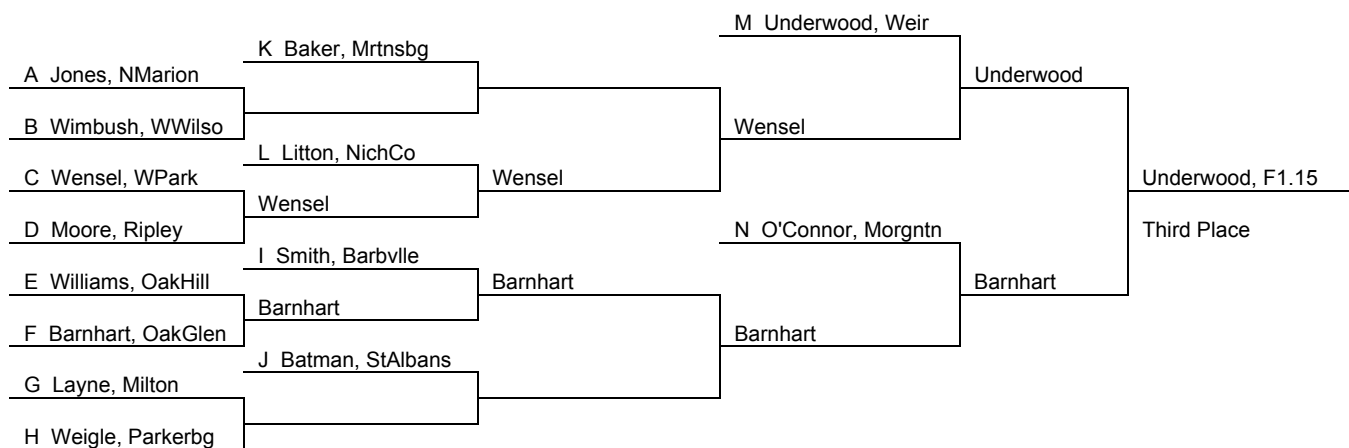 M Underwood, Weir
K Baker, Mrtnsbg
A Jones, NMarion
Underwood
B Wimbush, WWilso
Wensel
L Litton, NichCo
C Wensel, WPark
Wensel
Underwood, F1.15
Wensel
D Moore, Ripley
N O'Connor, Morgntn
Third Place
I Smith, Barbvlle
E Williams, OakHill
Barnhart
Barnhart
Barnhart
F Barnhart, OakGlen
Barnhart
J Batman, StAlbans
G Layne, Milton
H Weigle, Parkerbg